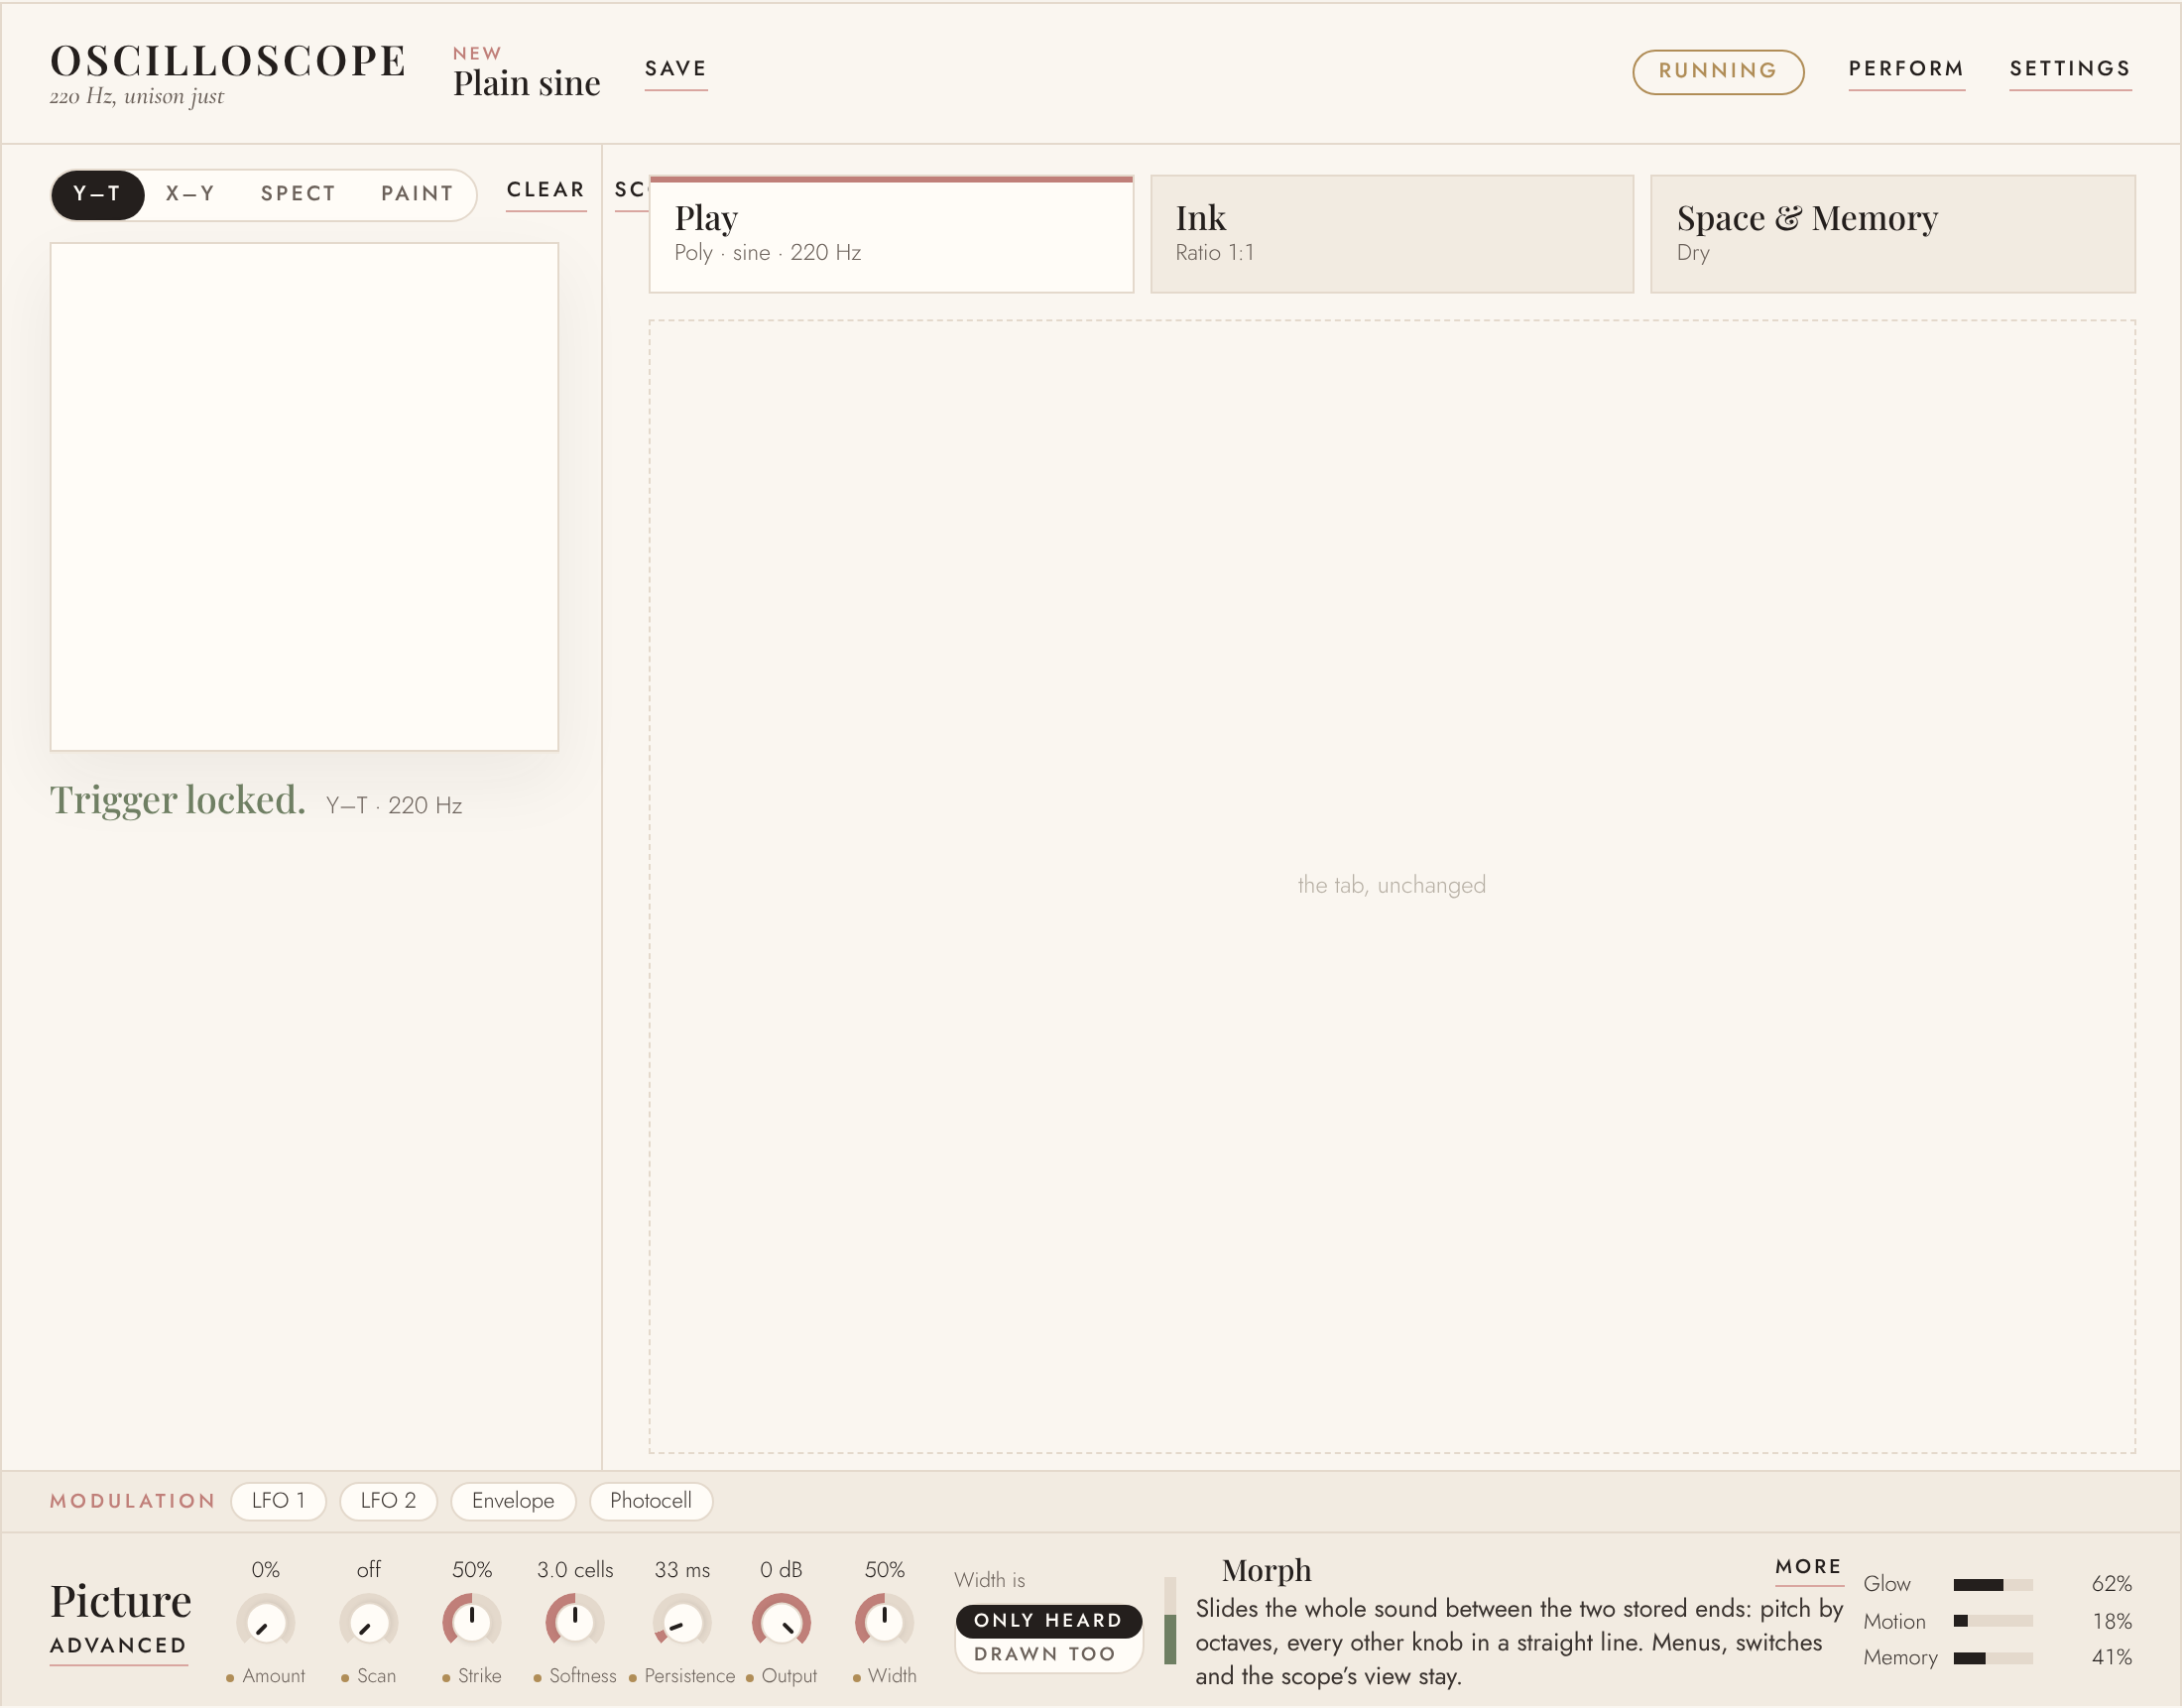 OSCILLOSCOPE
220 Hz, unison just
NEW
Plain sine
SAVE
RUNNING
PERFORM
SETTINGS
Y–T
X–Y
SPECT
PAINT
CLEAR
Play
Poly · sine · 220 Hz
Ink
Ratio 1:1
Space & Memory
Dry
the tab, unchanged
Trigger locked.
Y–T · 220 Hz
MODULATION
LFO 1
LFO 2
Envelope
Photocell
Picture
ADVANCED
0%
Amount
off
Scan
50%
Strike
3.0 cells
Softness
33 ms
Persistence
0 dB
Output
50%
Width
Width is
ONLY HEARD
DRAWN TOO
Morph
MORE
Slides the whole sound between the two stored ends: pitch by
octaves, every other knob in a straight line. Menus, switches
and the scope’s view stay.
Glow 62%
Motion 18%
Memory 41%